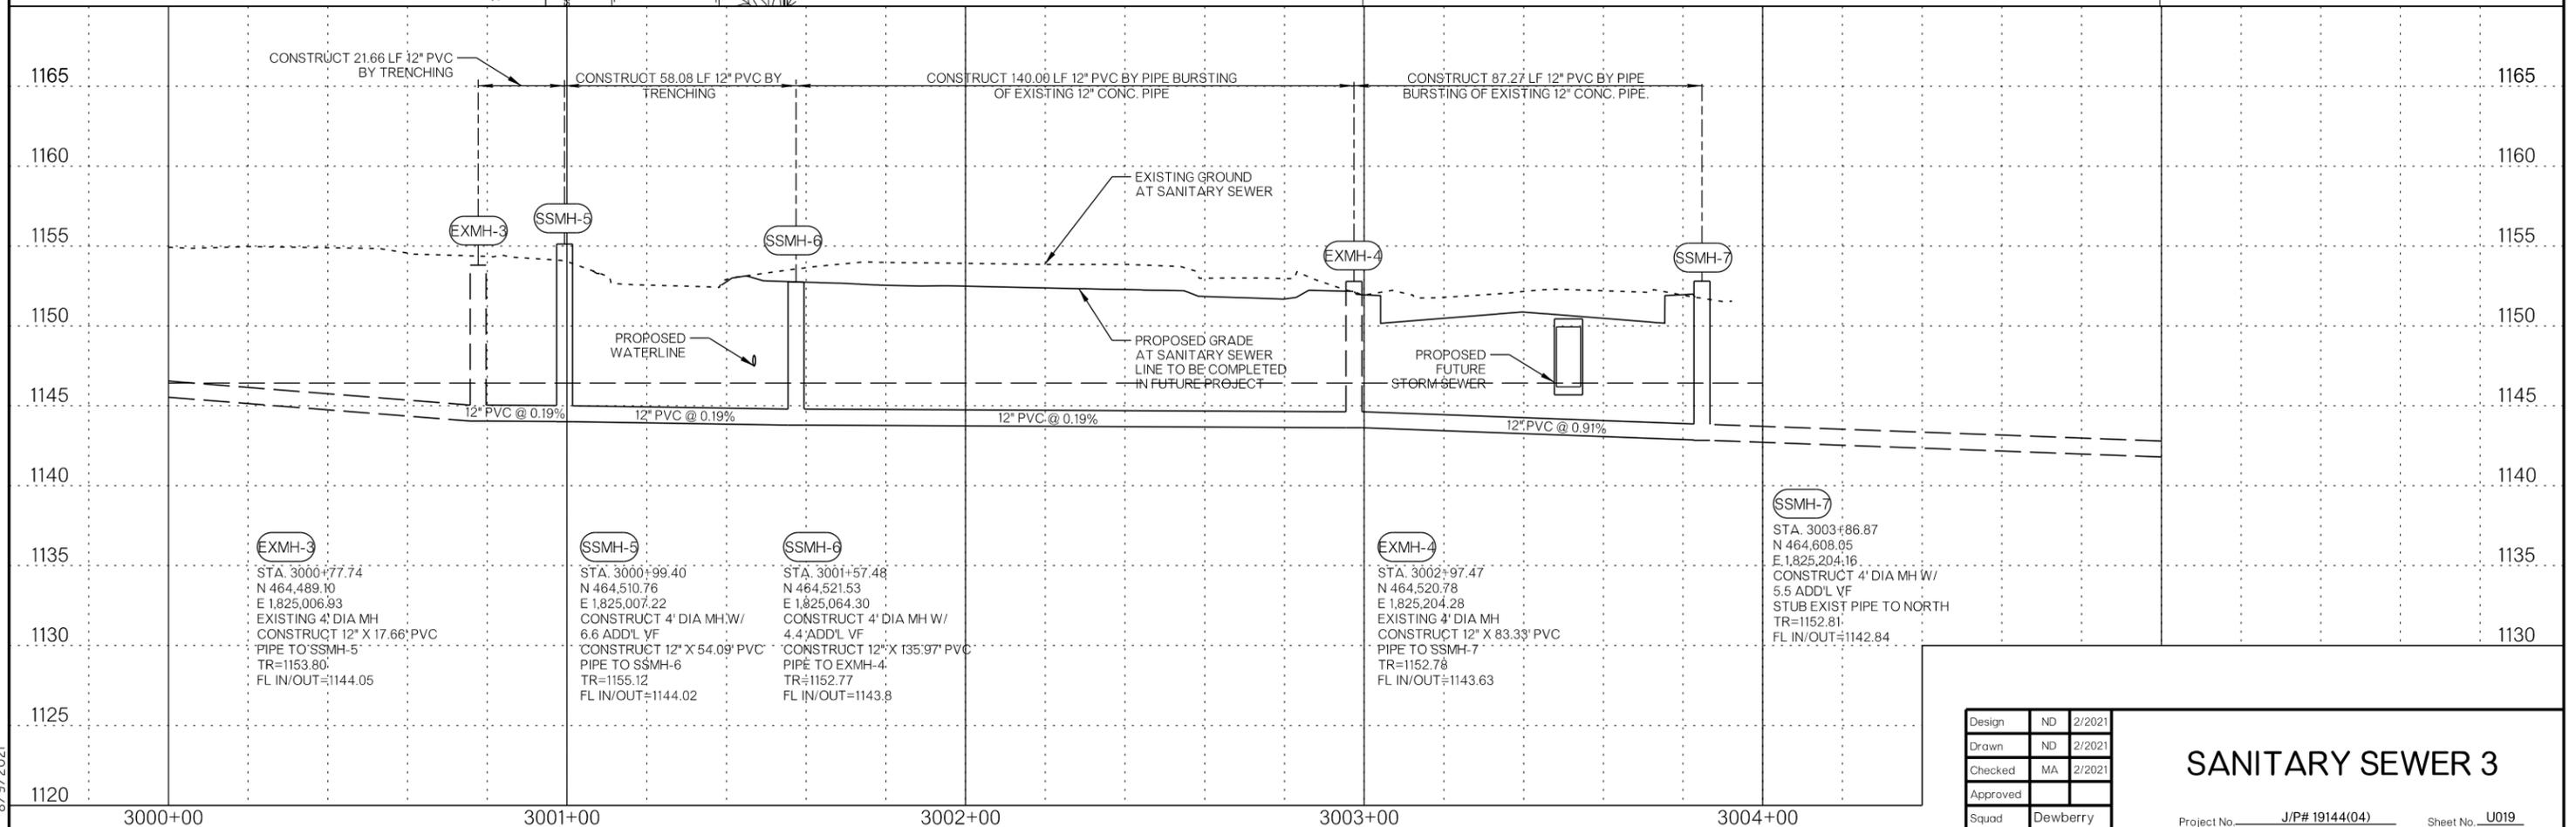 CONSTRUCT 21.66 LF 12" PVC
BY TRENCHING
CONSTRUCT 58.08 LF 12" PVC BY
TRENCHING
CONSTRUCT 140.00 LF 12" PVC BY PIPE BURSTING
OF EXISTING 12" CONC. PIPE
CONSTRUCT 87.27 LF 12" PVC BY PIPE
BURSTING OF EXISTING 12" CONC. PIPE.
1165
1165
1160
1160
1155
1155
1150
1150
1145
1145
1140
1140
1135
1135
1130
1130
1125
1120
EXISTING GROUND
AT SANITARY SEWER
EXMH-3
SSMH-5
SSMH-6
EXMH-4
SSMH-7
PROPOSED
WATERLINE
PROPOSED GRADE
AT SANITARY SEWER
LINE TO BE COMPLETED
IN FUTURE PROJECT
PROPOSED
FUTURE
STORM SEWER
12" PVC @ 0.19%
12" PVC @ 0.19%
12" PVC @ 0.19%
12" PVC @ 0.91%
EXMH-3
STA. 3000+77.74
N 464,489.10
E 1,825,006.93
EXISTING 4' DIA MH
CONSTRUCT 12" X 17.66' PVC
PIPE TO SSMH-5
TR=1153.80
FL IN/OUT=1144.05
SSMH-5
STA. 3000+99.40
N 464,510.76
E 1,825,007.22
CONSTRUCT 4' DIA MH W/
6.6 ADD'L VF
CONSTRUCT 12" X 54.09' PVC
PIPE TO SSMH-6
TR=1155.12
FL IN/OUT=1144.02
SSMH-6
STA. 3001+57.48
N 464,521.53
E 1,825,064.30
CONSTRUCT 4' DIA MH W/
4.4 ADD'L VF
CONSTRUCT 12" X 135.97' PVC
PIPE TO EXMH-4
TR=1152.77
FL IN/OUT=1143.8
EXMH-4
STA. 3002+97.47
N 464,520.78
E 1,825,204.28
EXISTING 4' DIA MH
CONSTRUCT 12" X 83.33' PVC
PIPE TO SSMH-7
TR=1152.78
FL IN/OUT=1143.63
SSMH-7
STA. 3003+86.87
N 464,608.05
E 1,825,204.16
CONSTRUCT 4' DIA MH W/
5.5 ADD'L VF
STUB EXIST PIPE TO NORTH
TR=1152.81
FL IN/OUT=1142.84
3000+00
3001+00
3002+00
3003+00
3004+00
Design ND 2/2021
Drawn ND 2/2021
Checked MA 2/2021
Approved
Squad Dewberry
SANITARY SEWER 3
Project No. J/P# 19144(04) Sheet No. U019